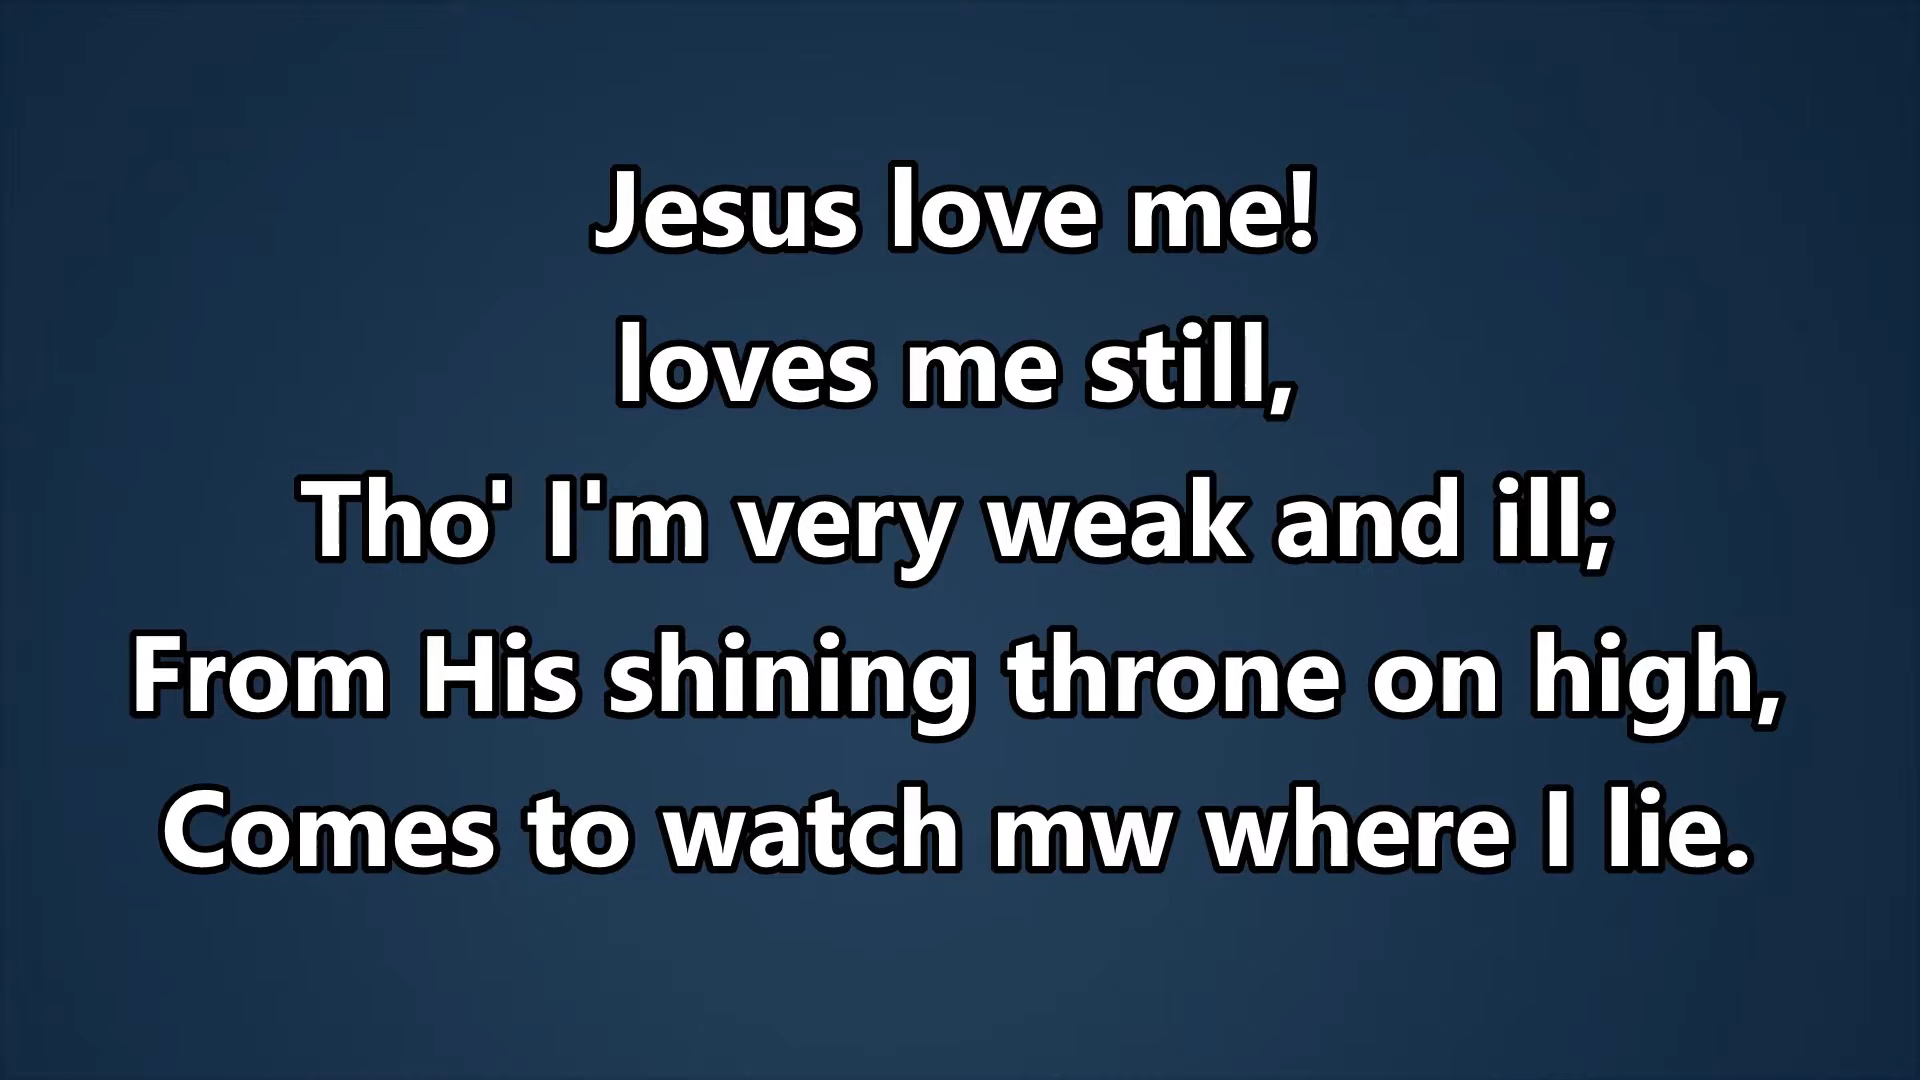 Jesus love me!
loves me still,
Tho' I'm very weak and ill;
From His shining throne on high,
Comes to watch mw where I lie.